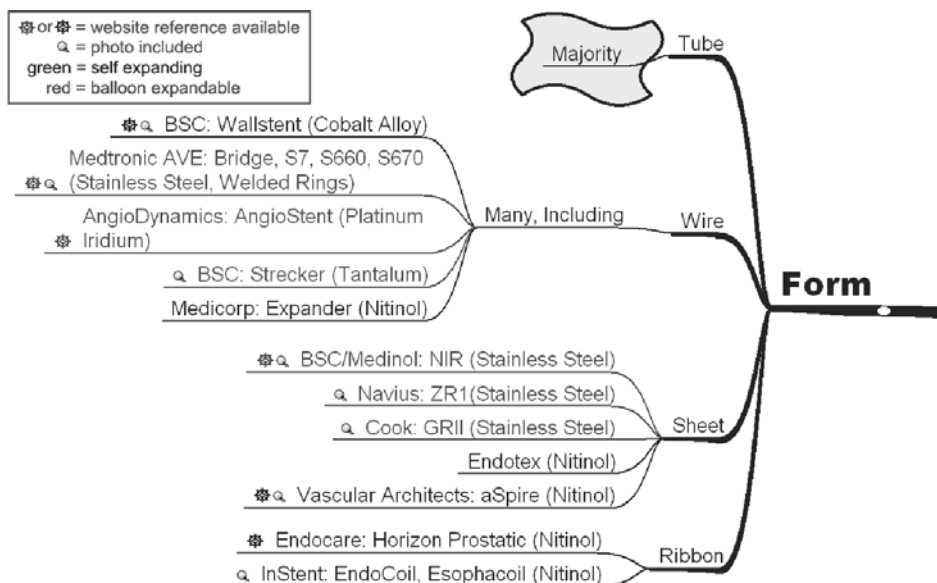 or = website reference available
= photo included
green = self expanding
red = balloon expandable
Majority
Tube
BSC: Wallstent (Cobalt Alloy)
Medtronic AVE: Bridge, S7, S660, S670
(Stainless Steel, Welded Rings)
AngioDynamics: AngioStent (Platinum
Iridium)
BSC: Strecker (Tantalum)
Medicorp: Expander (Nitinol)
Many, Including
Wire
Form
BSC/Medinol: NIR (Stainless Steel)
Navius: ZR1(Stainless Steel)
Cook: GRII (Stainless Steel)
Endotex (Nitinol)
Vascular Architects: aSpire (Nitinol)
Sheet
Endocare: Horizon Prostatic (Nitinol)
InStent: EndoCoil, Esophacoil (Nitinol)
Ribbon